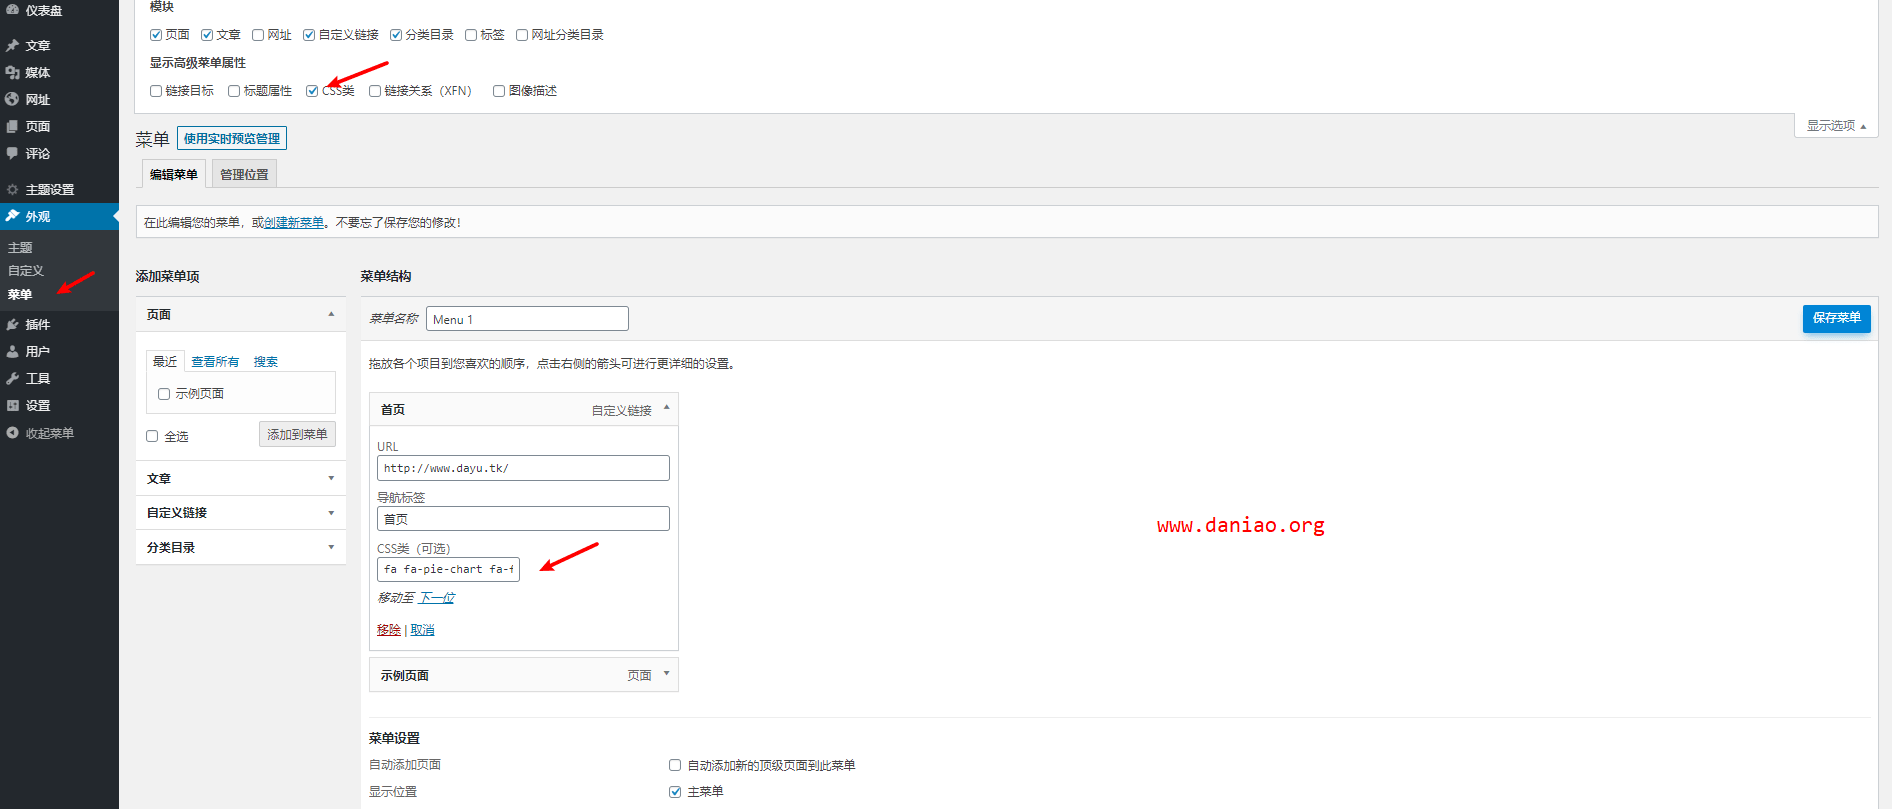 仪表盘
文章
媒体
网址
页面
评论
主题设置
外观
主题
自定义
菜单
插件
用户
工具
设置
收起菜单
模块
页面 文章 网址 自定义链接 分类目录 标签 网址分类目录
显示高级菜单属性
链接目标 标题属性 CSS类 链接关系（XFN） 图像描述
显示选项
菜单 使用实时预览管理
编辑菜单 管理位置
在此编辑您的菜单，或创建新菜单。不要忘了保存您的修改！
添加菜单项
页面
最近 查看所有 搜索
示例页面
全选 添加到菜单
文章
自定义链接
分类目录
菜单结构
菜单名称 Menu 1 保存菜单
拖放各个项目到您喜欢的顺序，点击右侧的箭头可进行更详细的设置。
首页 自定义链接
URL
http://www.dayu.tk/
导航标签
首页
CSS类（可选）
fa fa-pie-chart fa-f
移动至 下一位
移除 | 取消
示例页面 页面
www.daniao.org
菜单设置
自动添加页面 自动添加新的顶级页面到此菜单
显示位置 主菜单